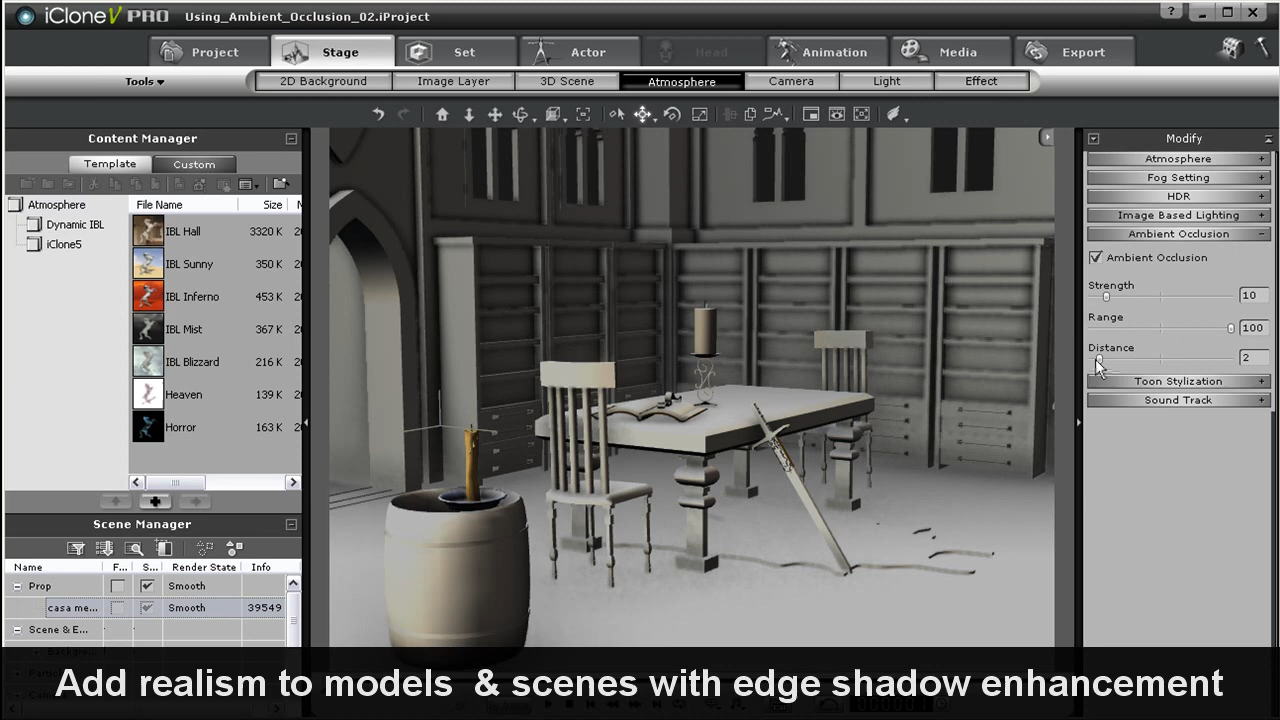 iClone V PRO Using_Ambient_Occlusion_02.iProject
Project Stage Set Actor Head Animation Media Export
Tools 2D Background Image Layer 3D Scene Atmosphere Camera Light Effect
Content Manager
Template Custom
Atmosphere
Dynamic IBL
iClone5
File Name Size
IBL Hall 3320 K
IBL Sunny 350 K
IBL Inferno 453 K
IBL Mist 367 K
IBL Blizzard 216 K
Heaven 139 K
Horror 163 K
Scene Manager
Name F... S... Render State Info
Prop Smooth
casa me... Smooth 39549
Scene & E...
Modify
Atmosphere
Fog Setting
HDR
Image Based Lighting
Ambient Occlusion
Ambient Occlusion
Strength 10
Range 100
Distance 2
Toon Stylization
Sound Track
Add realism to models & scenes with edge shadow enhancement